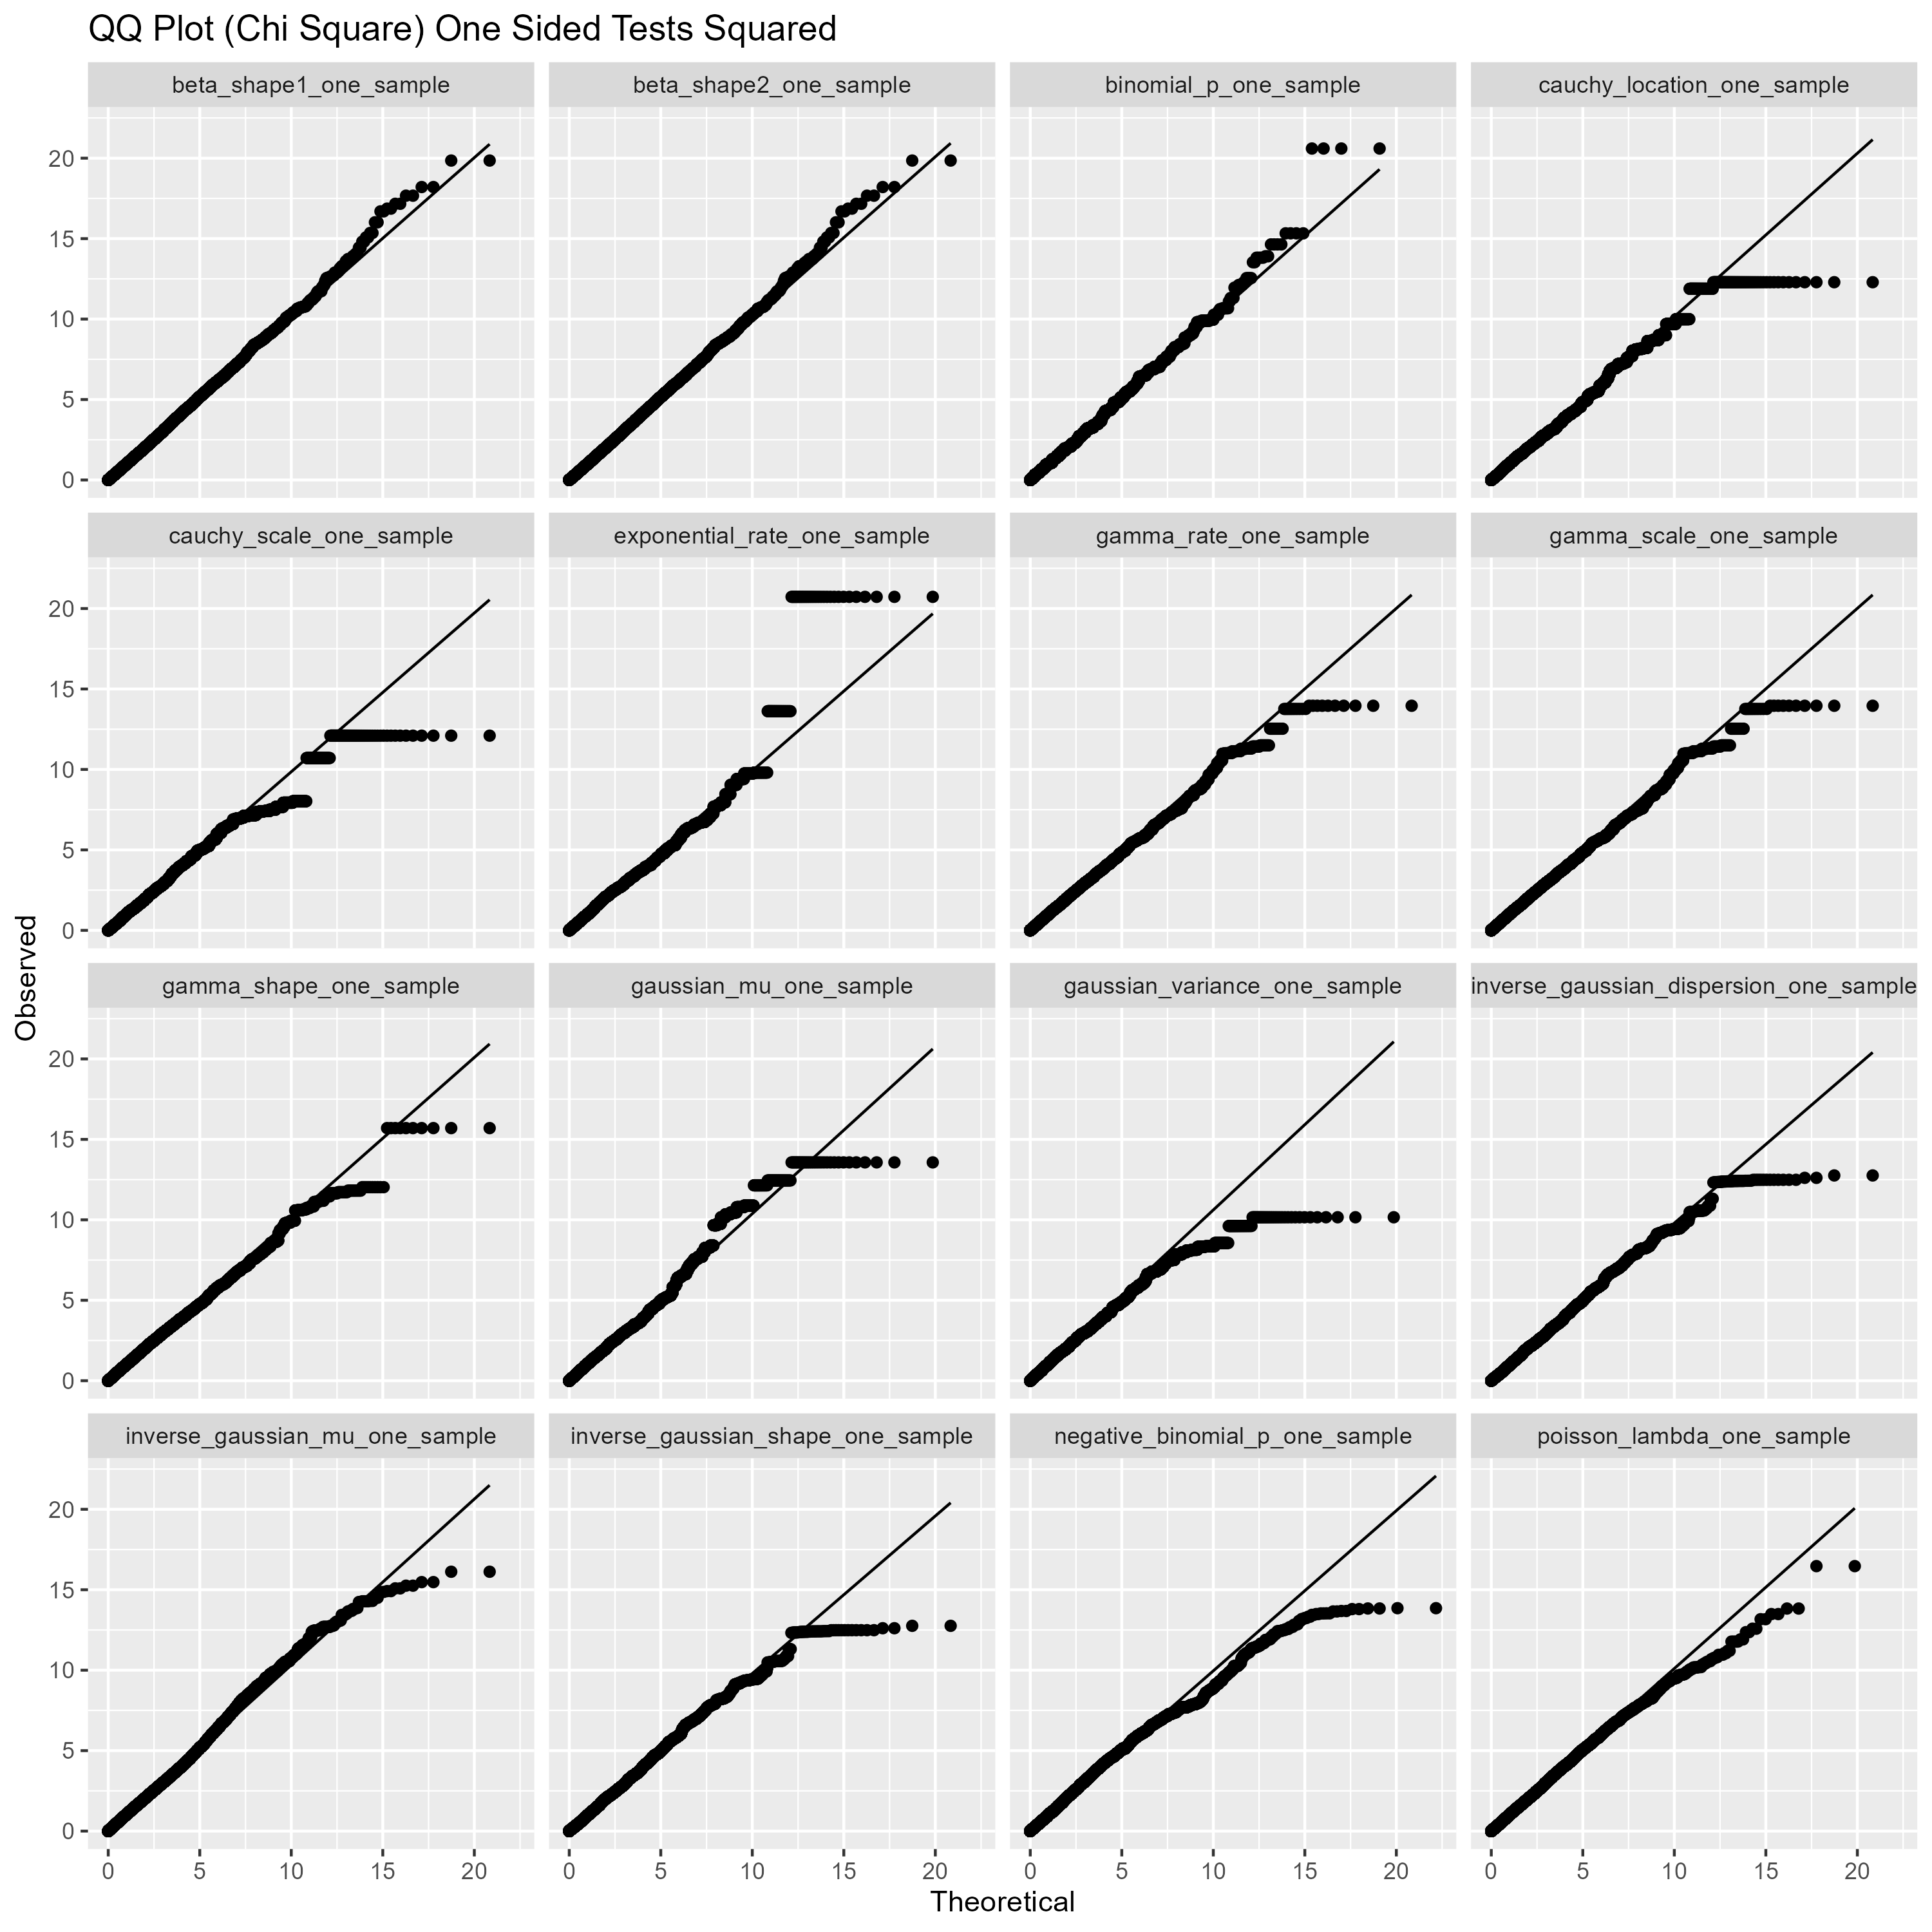 QQ Plot (Chi Square) One Sided Tests Squared
beta_shape1_one_sample
beta_shape2_one_sample
binomial_p_one_sample
cauchy_location_one_sample
20
15
10
5
0
cauchy_scale_one_sample
exponential_rate_one_sample
gamma_rate_one_sample
gamma_scale_one_sample
20
15
10
5
0
gamma_shape_one_sample
gaussian_mu_one_sample
gaussian_variance_one_sample
inverse_gaussian_dispersion_one_sample
20
15
10
5
0
inverse_gaussian_mu_one_sample
inverse_gaussian_shape_one_sample
negative_binomial_p_one_sample
poisson_lambda_one_sample
20
15
10
5
0
0 5 10 15 20
0 5 10 15 20
0 5 10 15 20
0 5 10 15 20
Theoretical
Observed